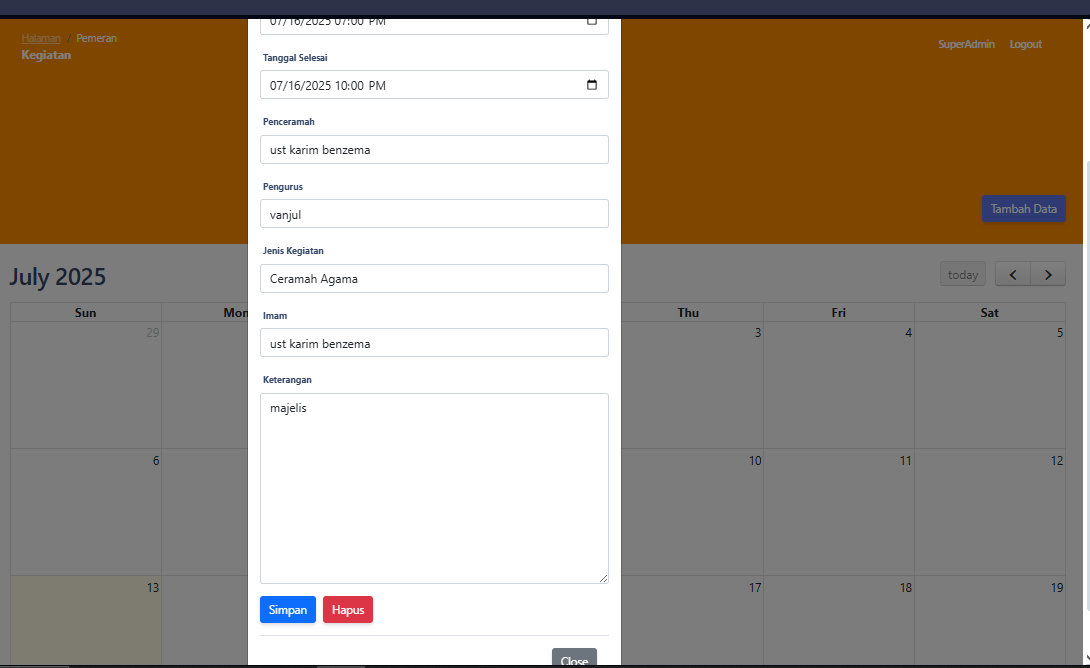 Halaman / Pemeran
Kegiatan
SuperAdmin Logout
07/16/2025 07:00 PM
Tanggal Selesai
07/16/2025 10:00 PM
Penceramah
ust karim benzema
Pengurus
vanjul
Jenis Kegiatan
Ceramah Agama
Imam
ust karim benzema
Keterangan
majelis
Simpan Hapus
Close
Tambah Data
July 2025
today < >
Sun Mon Thu Fri Sat
29 3 4 5
6 10 11 12
13 17 18 19